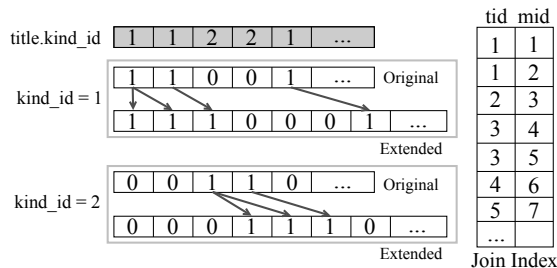 title.kind_id 1 1 2 2 1 ...
kind_id = 1
1 1 0 0 1 ... Original
1 1 1 0 0 0 1 ...
Extended
kind_id = 2
0 0 1 1 0 ... Original
0 0 0 1 1 1 0 ...
Extended
tid mid
1 1
1 2
2 3
3 4
3 5
4 6
5 7
...
Join Index